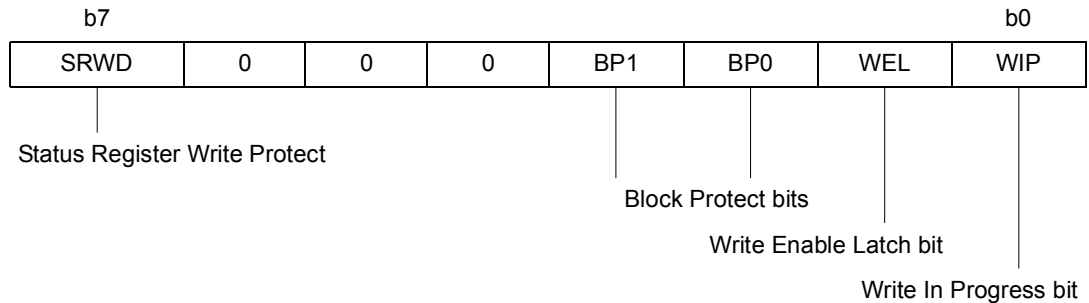 b7 b0
SRWD 0 0 0 BP1 BP0 WEL WIP
Status Register Write Protect
Block Protect bits
Write Enable Latch bit
Write In Progress bit